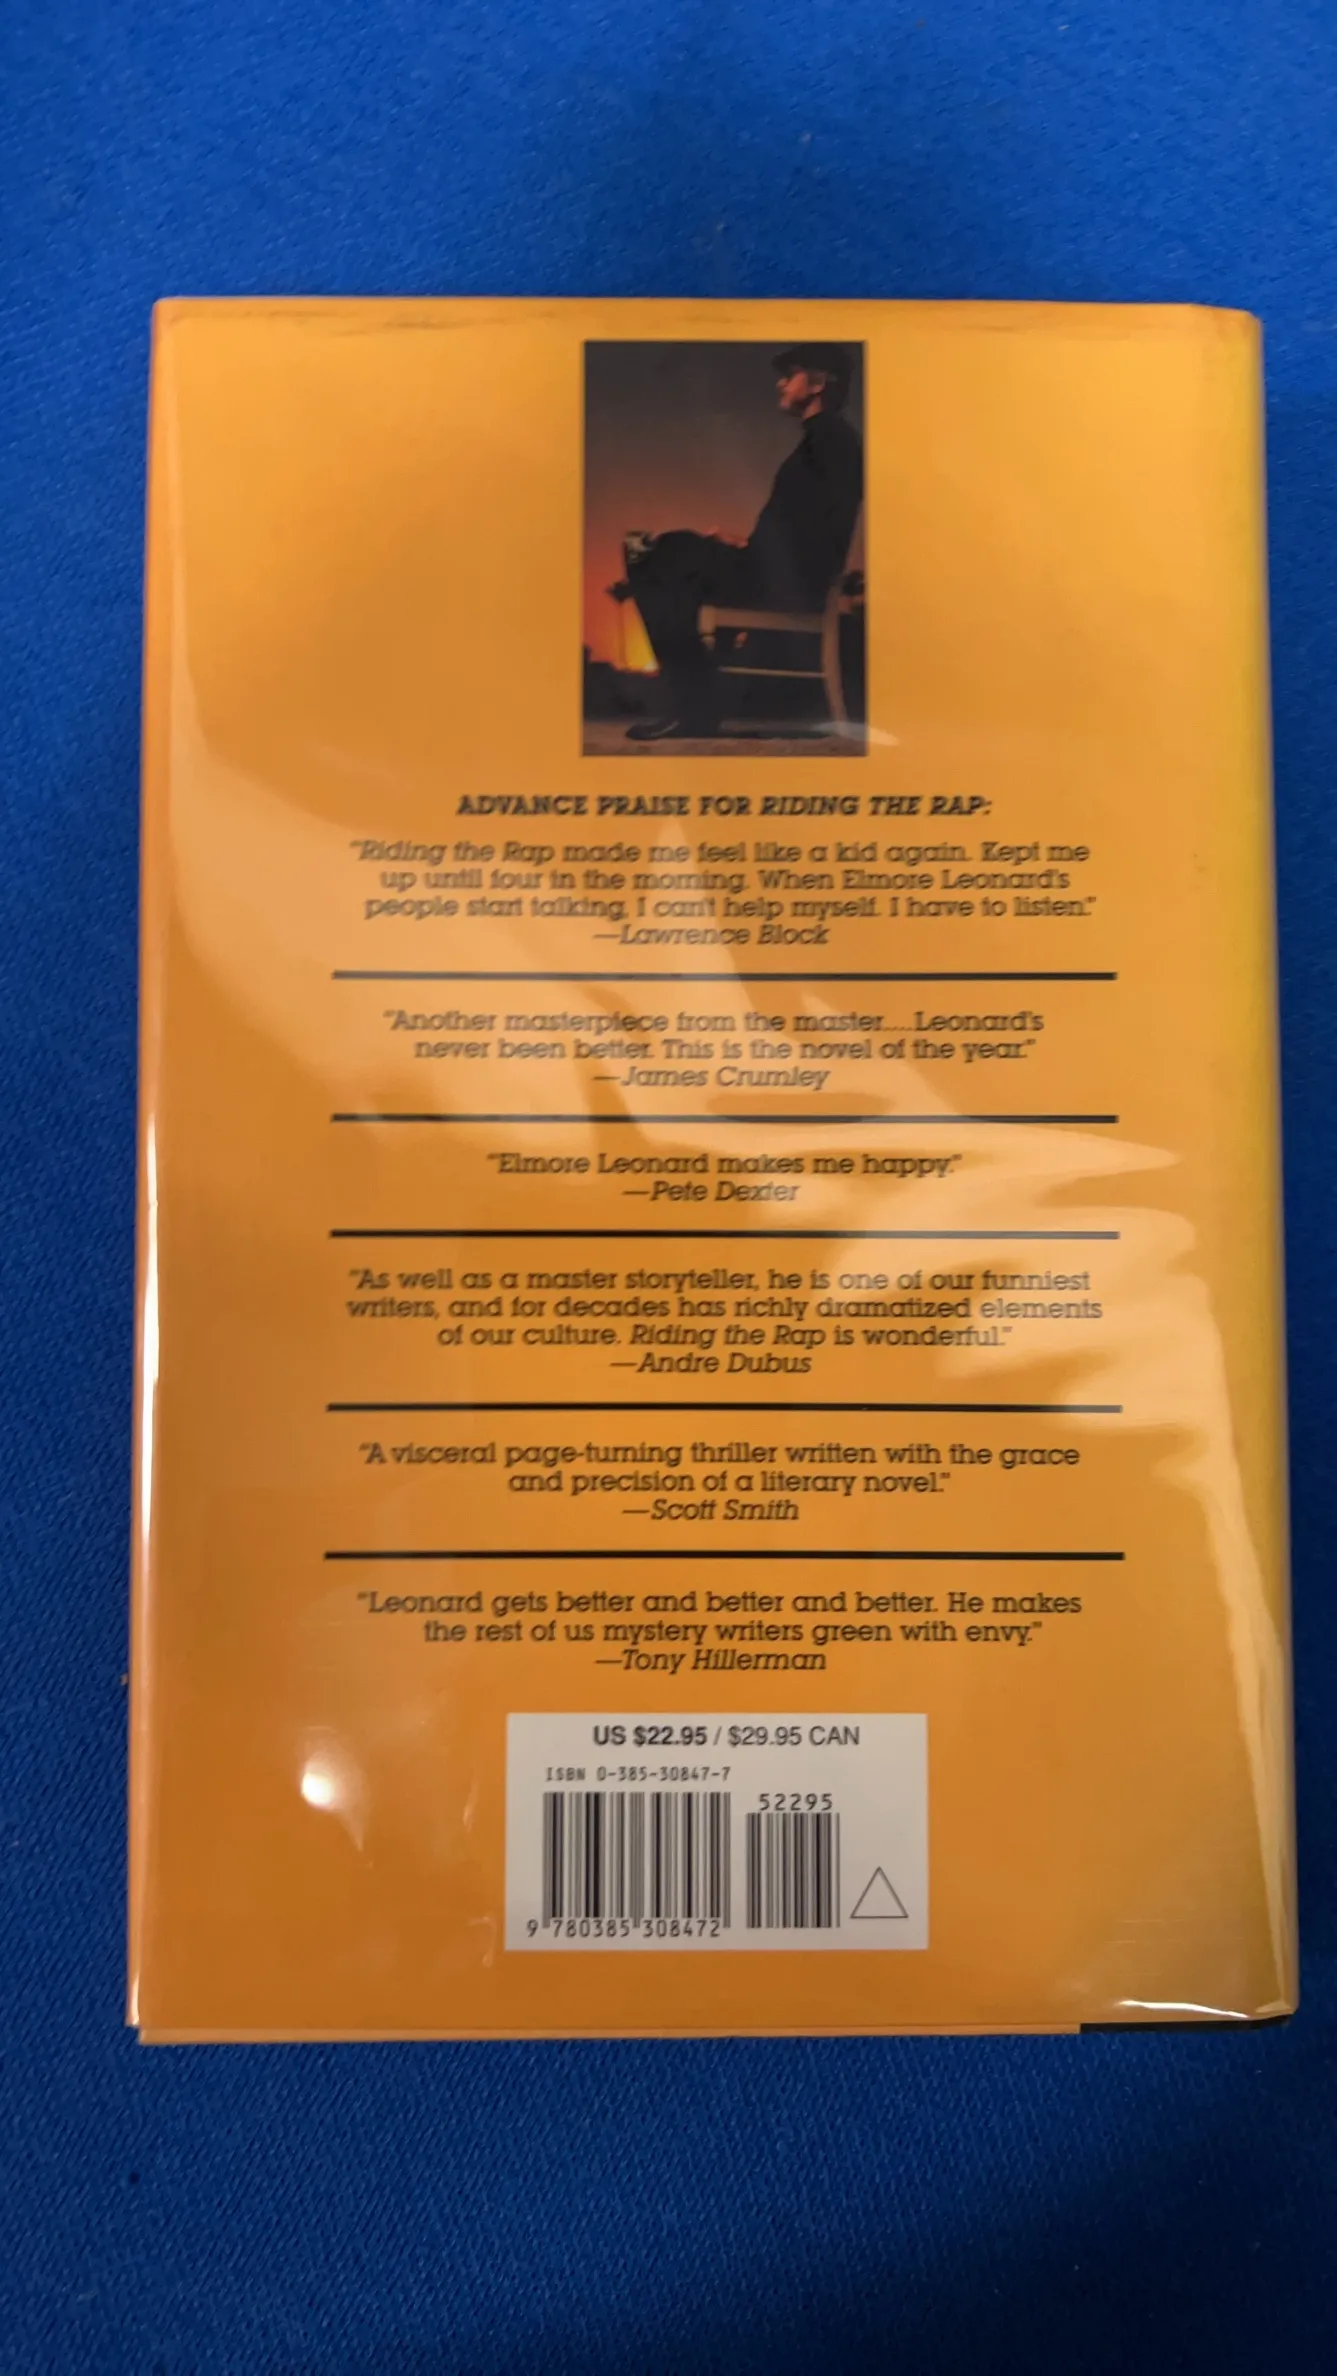 ADVANCE PRAISE FOR RIDING THE RAP:
"Riding the Rap made me feel like a kid again. Kept me
up until four in the morning. When Elmore Leonard's
people start talking, I can't help myself. I have to listen."
—Lawrence Block
"Another masterpiece from the master....Leonard's
never been better. This is the novel of the year."
—James Crumley
"Elmore Leonard makes me happy."
—Pete Dexter
"As well as a master storyteller, he is one of our funniest
writers, and for decades has richly dramatized elements
of our culture. Riding the Rap is wonderful."
—Andre Dubus
"A visceral page-turning thriller written with the grace
and precision of a literary novel."
—Scott Smith
"Leonard gets better and better and better. He makes
the rest of us mystery writers green with envy."
—Tony Hillerman
US $22.95 / $29.95 CAN
ISBN 0-385-30847-7
52295
9 780385 308472